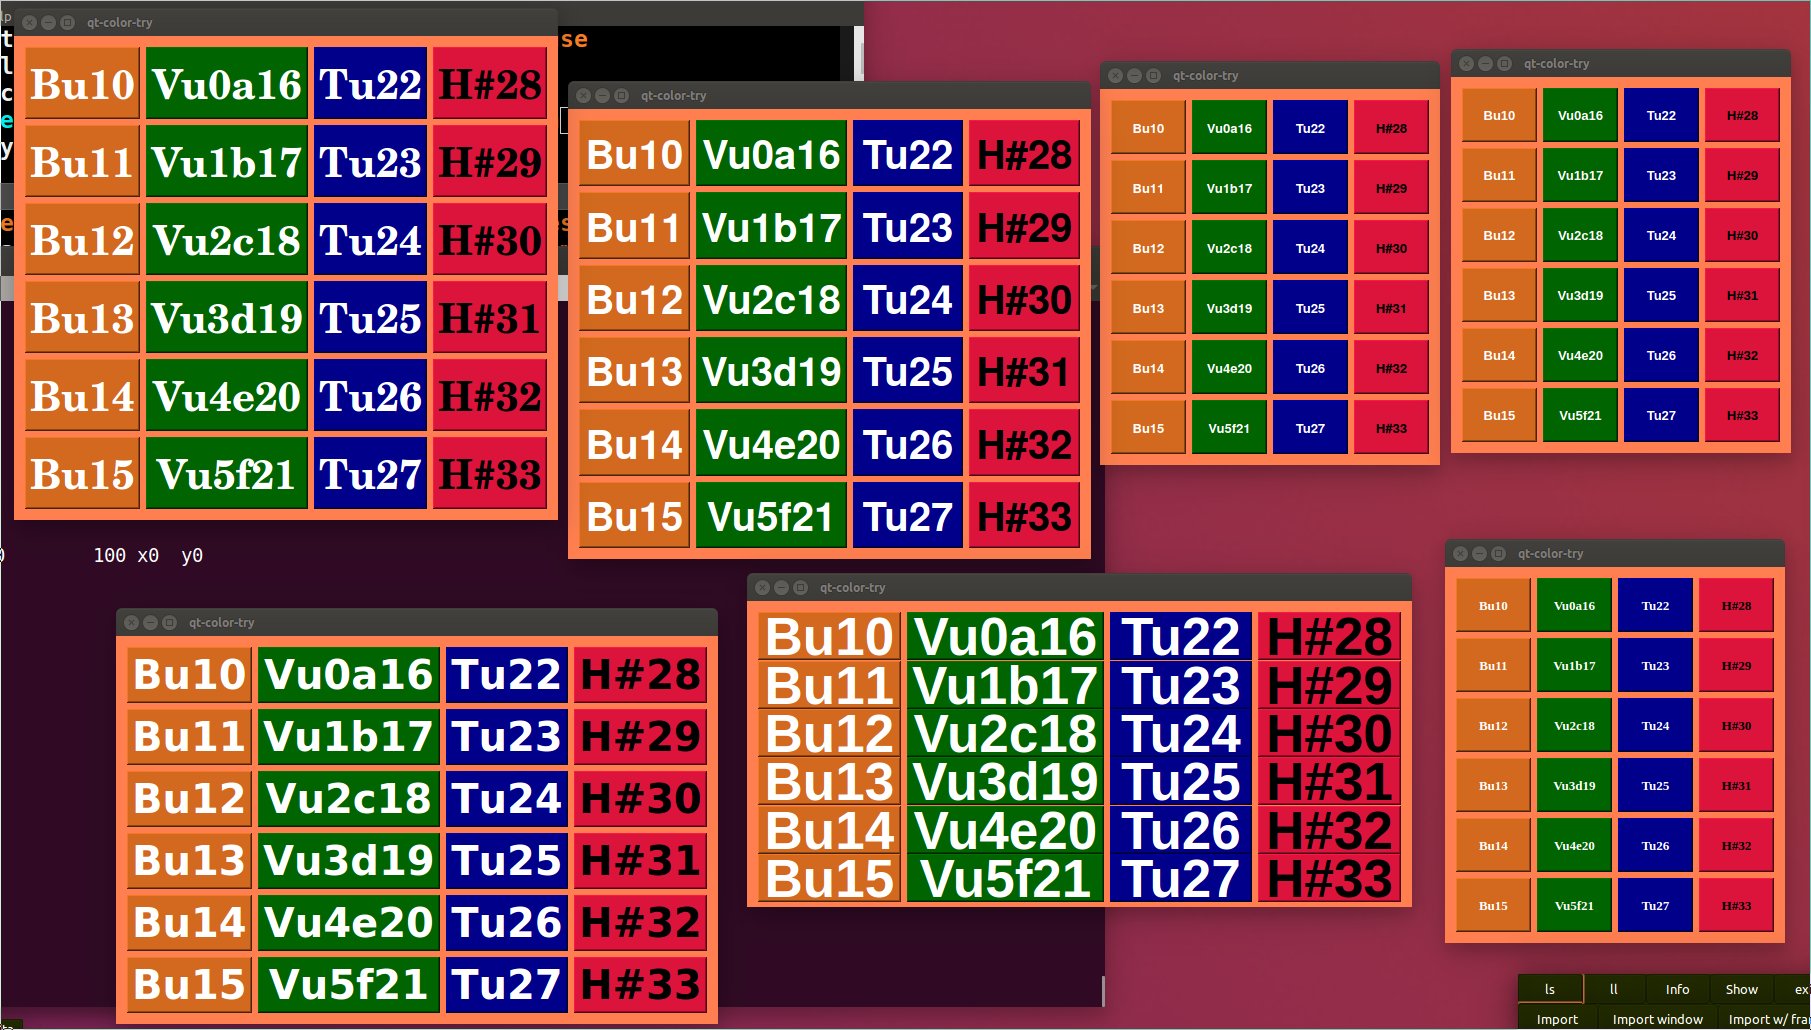 lp
qt-color-try
t
se
l
c
e
y
Bu10 Vu0a16 Tu22 H#28
Bu11 Vu1b17 Tu23 H#29
Bu12 Vu2c18 Tu24 H#30
Bu13 Vu3d19 Tu25 H#31
Bu14 Vu4e20 Tu26 H#32
Bu15 Vu5f21 Tu27 H#33
qt-color-try
Bu10 Vu0a16 Tu22 H#28
Bu11 Vu1b17 Tu23 H#29
Bu12 Vu2c18 Tu24 H#30
Bu13 Vu3d19 Tu25 H#31
Bu14 Vu4e20 Tu26 H#32
Bu15 Vu5f21 Tu27 H#33
qt-color-try
Bu10 Vu0a16 Tu22 H#28
Bu11 Vu1b17 Tu23 H#29
Bu12 Vu2c18 Tu24 H#30
Bu13 Vu3d19 Tu25 H#31
Bu14 Vu4e20 Tu26 H#32
Bu15 Vu5f21 Tu27 H#33
qt-color-try
Bu10 Vu0a16 Tu22 H#28
Bu11 Vu1b17 Tu23 H#29
Bu12 Vu2c18 Tu24 H#30
Bu13 Vu3d19 Tu25 H#31
Bu14 Vu4e20 Tu26 H#32
Bu15 Vu5f21 Tu27 H#33
100 x0 y0
qt-color-try
Bu10 Vu0a16 Tu22 H#28
Bu11 Vu1b17 Tu23 H#29
Bu12 Vu2c18 Tu24 H#30
Bu13 Vu3d19 Tu25 H#31
Bu14 Vu4e20 Tu26 H#32
Bu15 Vu5f21 Tu27 H#33
qt-color-try
Bu10 Vu0a16 Tu22 H#28
Bu11 Vu1b17 Tu23 H#29
Bu12 Vu2c18 Tu24 H#30
Bu13 Vu3d19 Tu25 H#31
Bu14 Vu4e20 Tu26 H#32
Bu15 Vu5f21 Tu27 H#33
qt-color-try
Bu10 Vu0a16 Tu22 H#28
Bu11 Vu1b17 Tu23 H#29
Bu12 Vu2c18 Tu24 H#30
Bu13 Vu3d19 Tu25 H#31
Bu14 Vu4e20 Tu26 H#32
Bu15 Vu5f21 Tu27 H#33
ls ll Info Show ex
Import Import window Import w/ fra